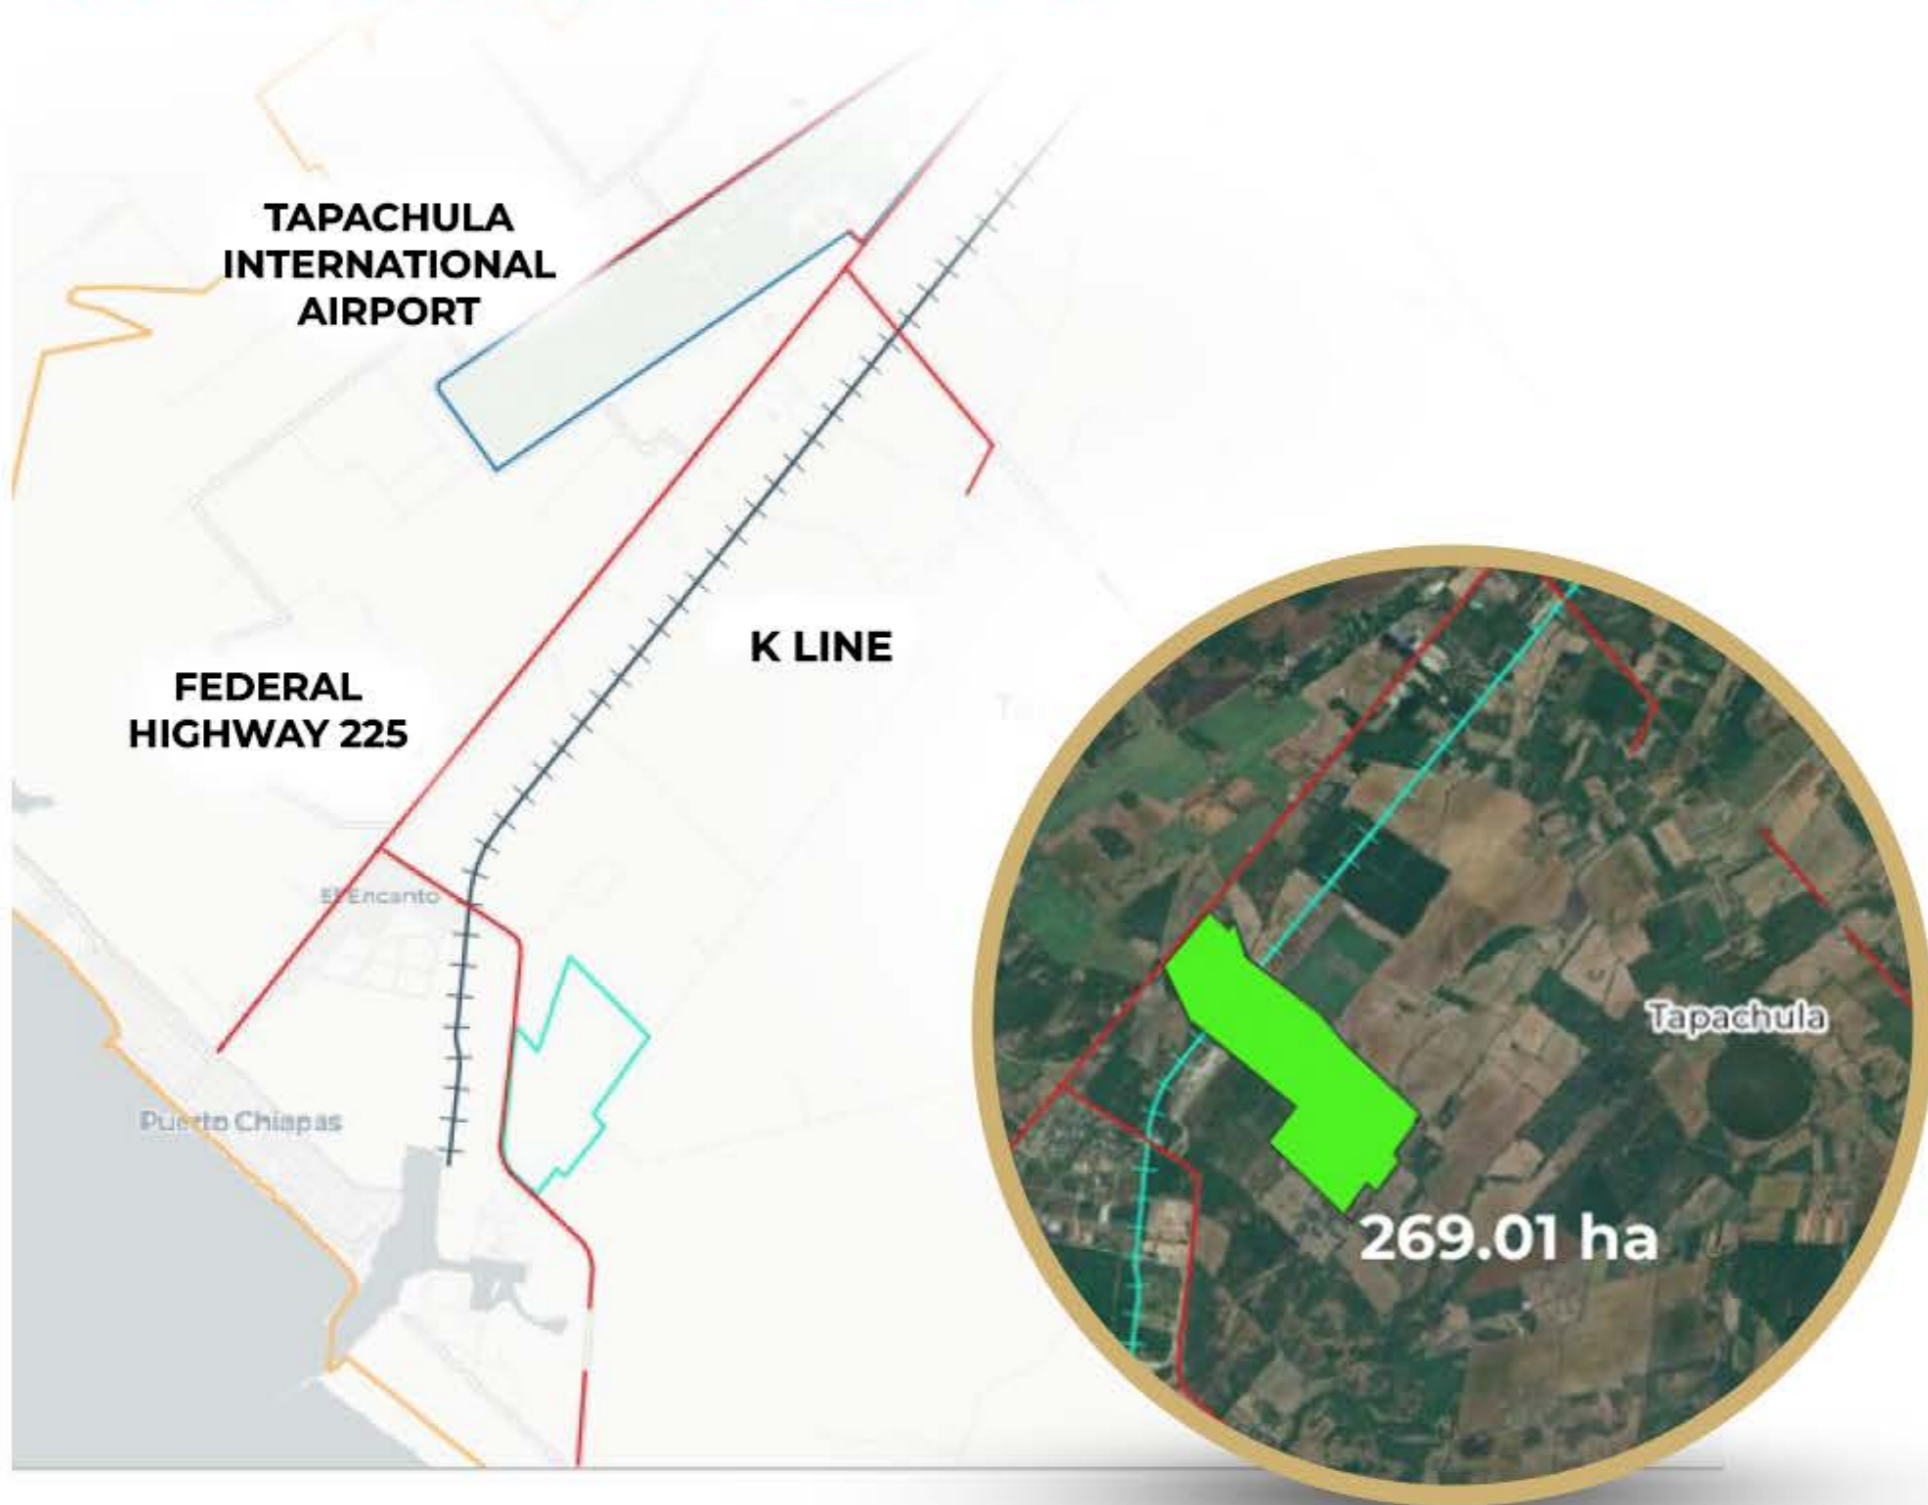 TAPACHULA
INTERNATIONAL
AIRPORT
K LINE
FEDERAL
HIGHWAY 225
El Encanto
Puerto Chiapas
Tapachula
269.01 ha